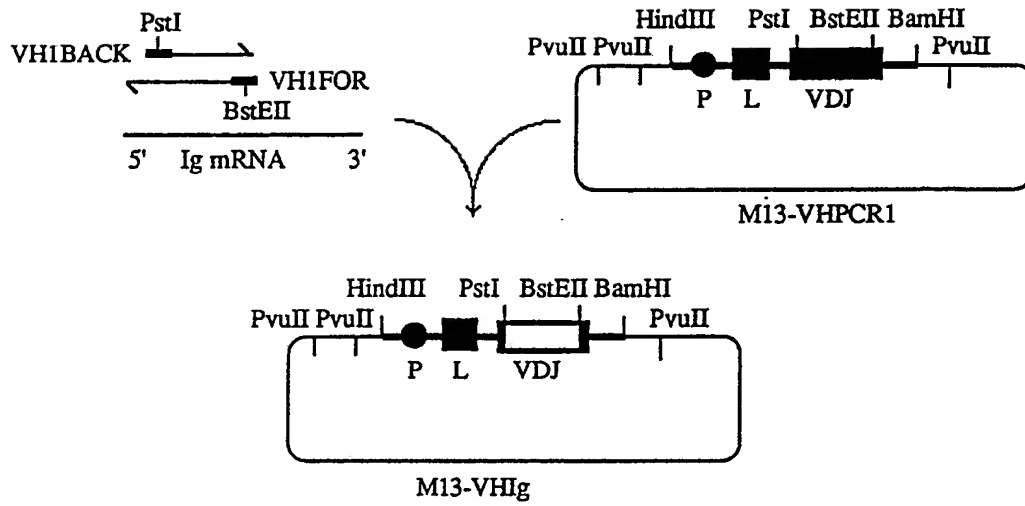 PstI
VH1BACK
VH1FOR
BstEII
5' Ig mRNA 3'
HindIII PstI BstEII BamHI
PvuII PvuII PvuII
P L VDJ
M13-VHPCR1
HindIII PstI BstEII BamHI
PvuII PvuII PvuII
P L VDJ
M13-VHIg